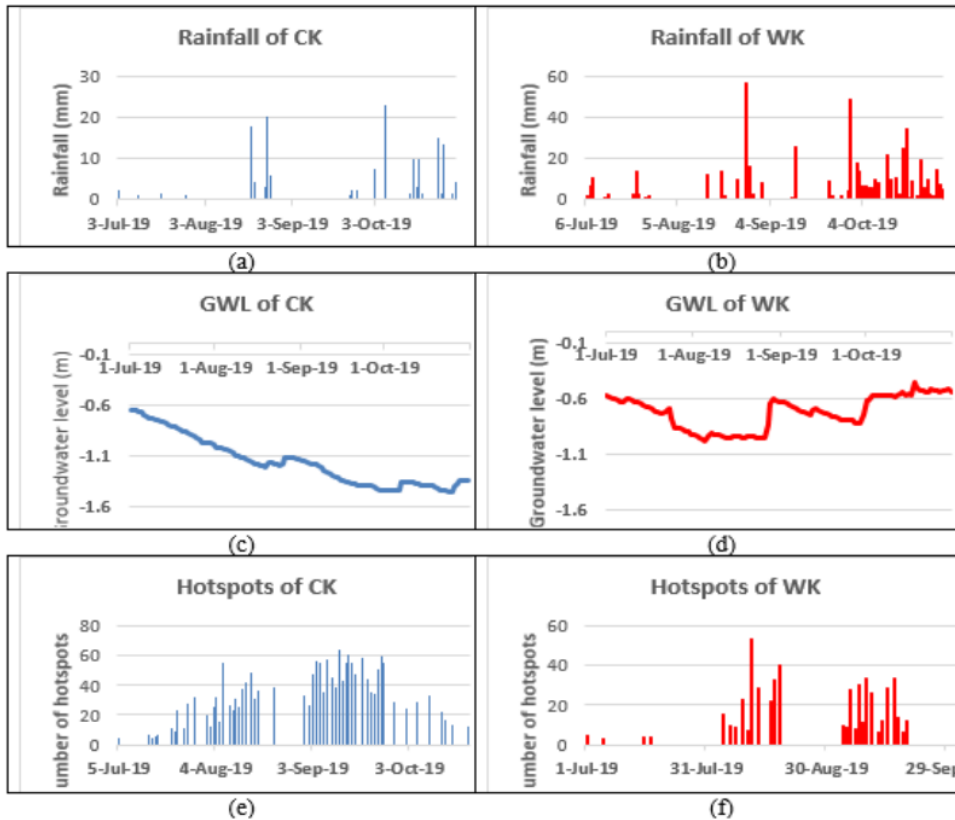 Rainfall of CK
Rainfall (mm)
30
20
10
0
3-Jul-19 3-Aug-19 3-Sep-19 3-Oct-19
(a)
Rainfall of WK
Rainfall (mm)
60
40
20
0
6-Jul-19 5-Aug-19 4-Sep-19 4-Oct-19
(b)
GWL of CK
Groundwater level (m)
-0.1
1-Jul-19 1-Aug-19 1-Sep-19 1-Oct-19
-0.6
-1.1
-1.6
(c)
GWL of WK
Groundwater level (m)
-0.1
1-Jul-19 1-Aug-19 1-Sep-19 1-Oct-19
-0.6
-1.1
-1.6
(d)
Hotspots of CK
umber of hotspots
80
60
40
20
0
5-Jul-19 4-Aug-19 3-Sep-19 3-Oct-19
(e)
Hotspots of WK
umber of hotspots
60
40
20
0
1-Jul-19 31-Jul-19 30-Aug-19 29-Sep
(f)